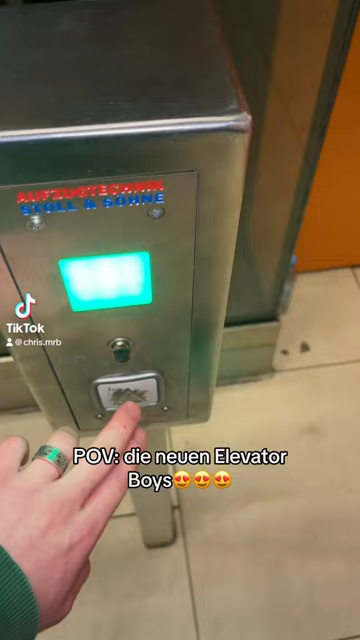 AUFZUGTECHNIK
STOLL & SÖHNE
TikTok
@chris.mrb
POV: die neuen Elevator
Boys😍😍😍